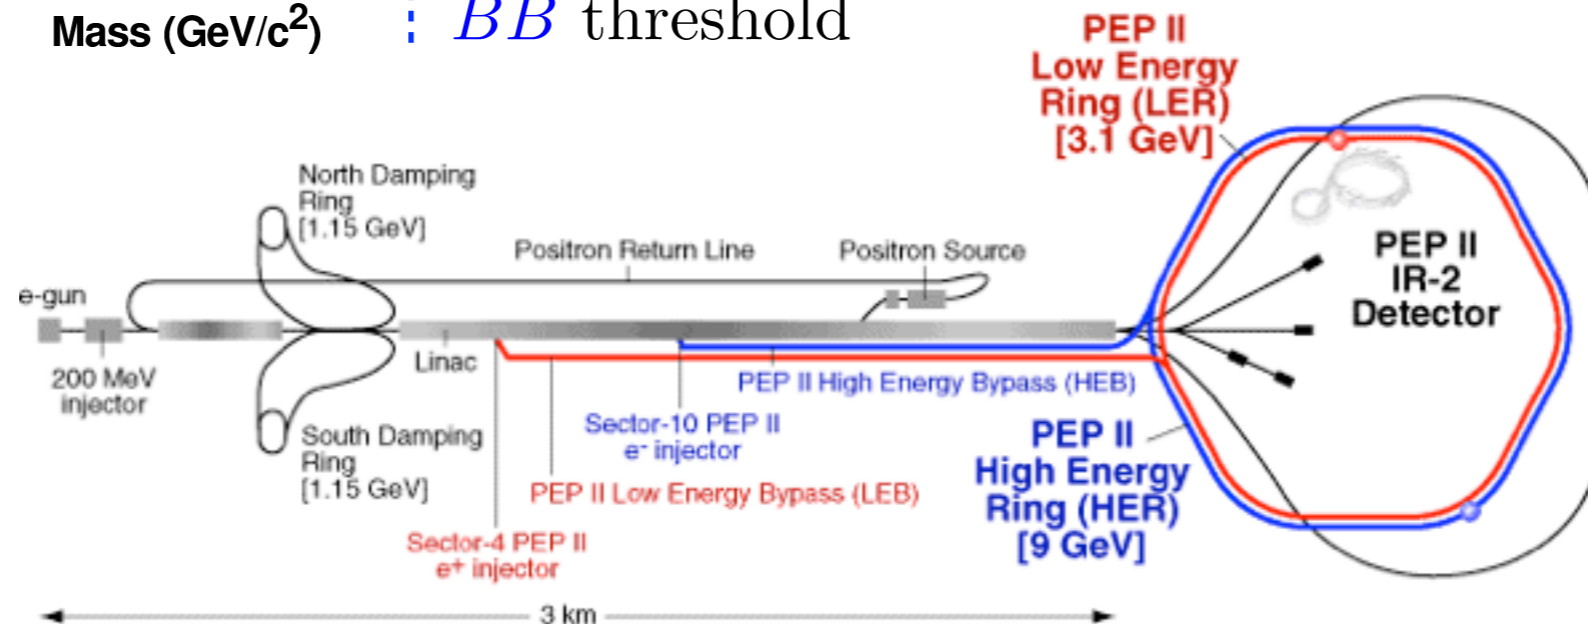 Mass (GeV/c²)
BB threshold
PEP II
Low Energy
Ring (LER)
[3.1 GeV]
North Damping
Ring
[1.15 GeV]
Positron Return Line
Positron Source
e-gun
PEP II
IR-2
Detector
200 MeV
injector
Linac
PEP II High Energy Bypass (HEB)
Sector-10 PEP II
e⁻ injector
South Damping
Ring
[1.15 GeV]
PEP II Low Energy Bypass (LEB)
PEP II
High Energy
Ring (HER)
[9 GeV]
Sector-4 PEP II
e⁺ injector
3 km